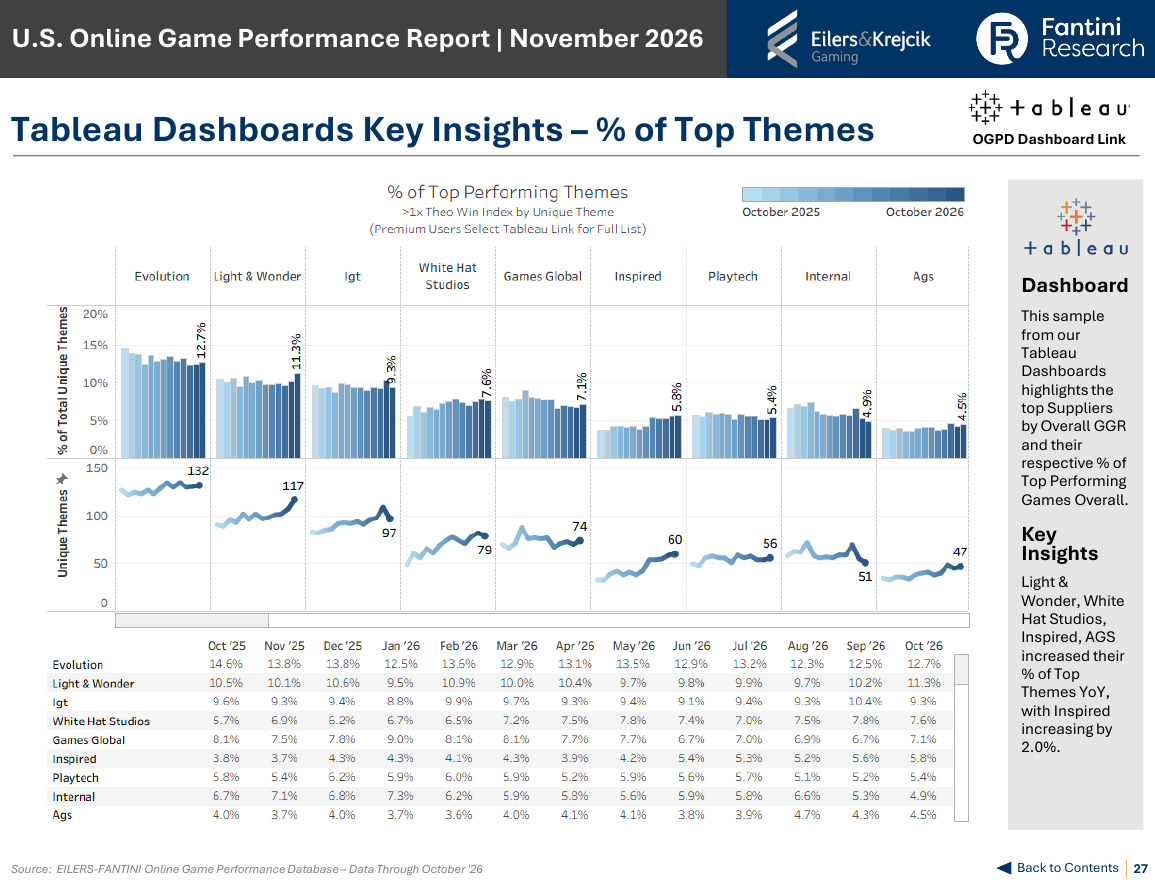 U.S. Online Game Performance Report | November 2026
Eilers&Krejcik
Gaming
Fantini
Research
Tableau Dashboards Key Insights – % of Top Themes
+ a b l e a u
OGPD Dashboard Link
% of Top Performing Themes
>1x Theo Win Index by Unique Theme
(Premium Users Select Tableau Link for Full List)
October 2025 October 2026
Evolution Light & Wonder Igt White Hat Studios Games Global Inspired Playtech Internal Ags
% of Total Unique Themes
20%
15%
10%
5%
0%
12.7% 11.3% 9.3% 7.6% 7.1% 5.8% 5.4% 4.9% 4.5%
Unique Themes
150
100
50
0
132 117 97 79 74 60 56 51 47
Oct '25 Nov '25 Dec '25 Jan '26 Feb '26 Mar '26 Apr '26 May '26 Jun '26 Jul '26 Aug '26 Sep '26 Oct '26
Evolution 14.6% 13.8% 13.8% 12.5% 13.6% 12.9% 13.1% 13.5% 12.9% 13.2% 12.3% 12.5% 12.7%
Light & Wonder 10.5% 10.1% 10.6% 9.5% 10.9% 10.0% 10.4% 9.7% 9.8% 9.9% 9.7% 10.2% 11.3%
Igt 9.6% 9.3% 9.4% 8.8% 9.9% 9.7% 9.3% 9.4% 9.1% 9.4% 9.3% 10.4% 9.3%
White Hat Studios 5.7% 6.9% 6.2% 6.7% 6.5% 7.2% 7.5% 7.8% 7.4% 7.0% 7.5% 7.8% 7.6%
Games Global 8.1% 7.5% 7.8% 9.0% 8.1% 8.1% 7.7% 7.7% 6.7% 7.0% 6.9% 6.7% 7.1%
Inspired 3.8% 3.7% 4.3% 4.3% 4.1% 4.3% 3.9% 4.2% 5.4% 5.3% 5.2% 5.6% 5.8%
Playtech 5.8% 5.4% 6.2% 5.9% 6.0% 5.9% 5.2% 5.9% 5.6% 5.7% 5.1% 5.2% 5.4%
Internal 6.7% 7.1% 6.8% 7.3% 6.2% 5.9% 5.8% 5.6% 5.9% 5.8% 6.6% 5.3% 4.9%
Ags 4.0% 3.7% 4.0% 3.7% 3.6% 4.0% 4.1% 4.1% 3.8% 3.9% 4.7% 4.3% 4.5%
+ a b l e a u
Dashboard
This sample
from our
Tableau
Dashboards
highlights the
top Suppliers
by Overall GGR
and their
respective % of
Top Performing
Games Overall.
Key
Insights
Light &
Wonder, White
Hat Studios,
Inspired, AGS
increased their
% of Top
Themes YoY,
with Inspired
increasing by
2.0%.
Source: EILERS-FANTINI Online Game Performance Database – Data Through October '26
Back to Contents | 27